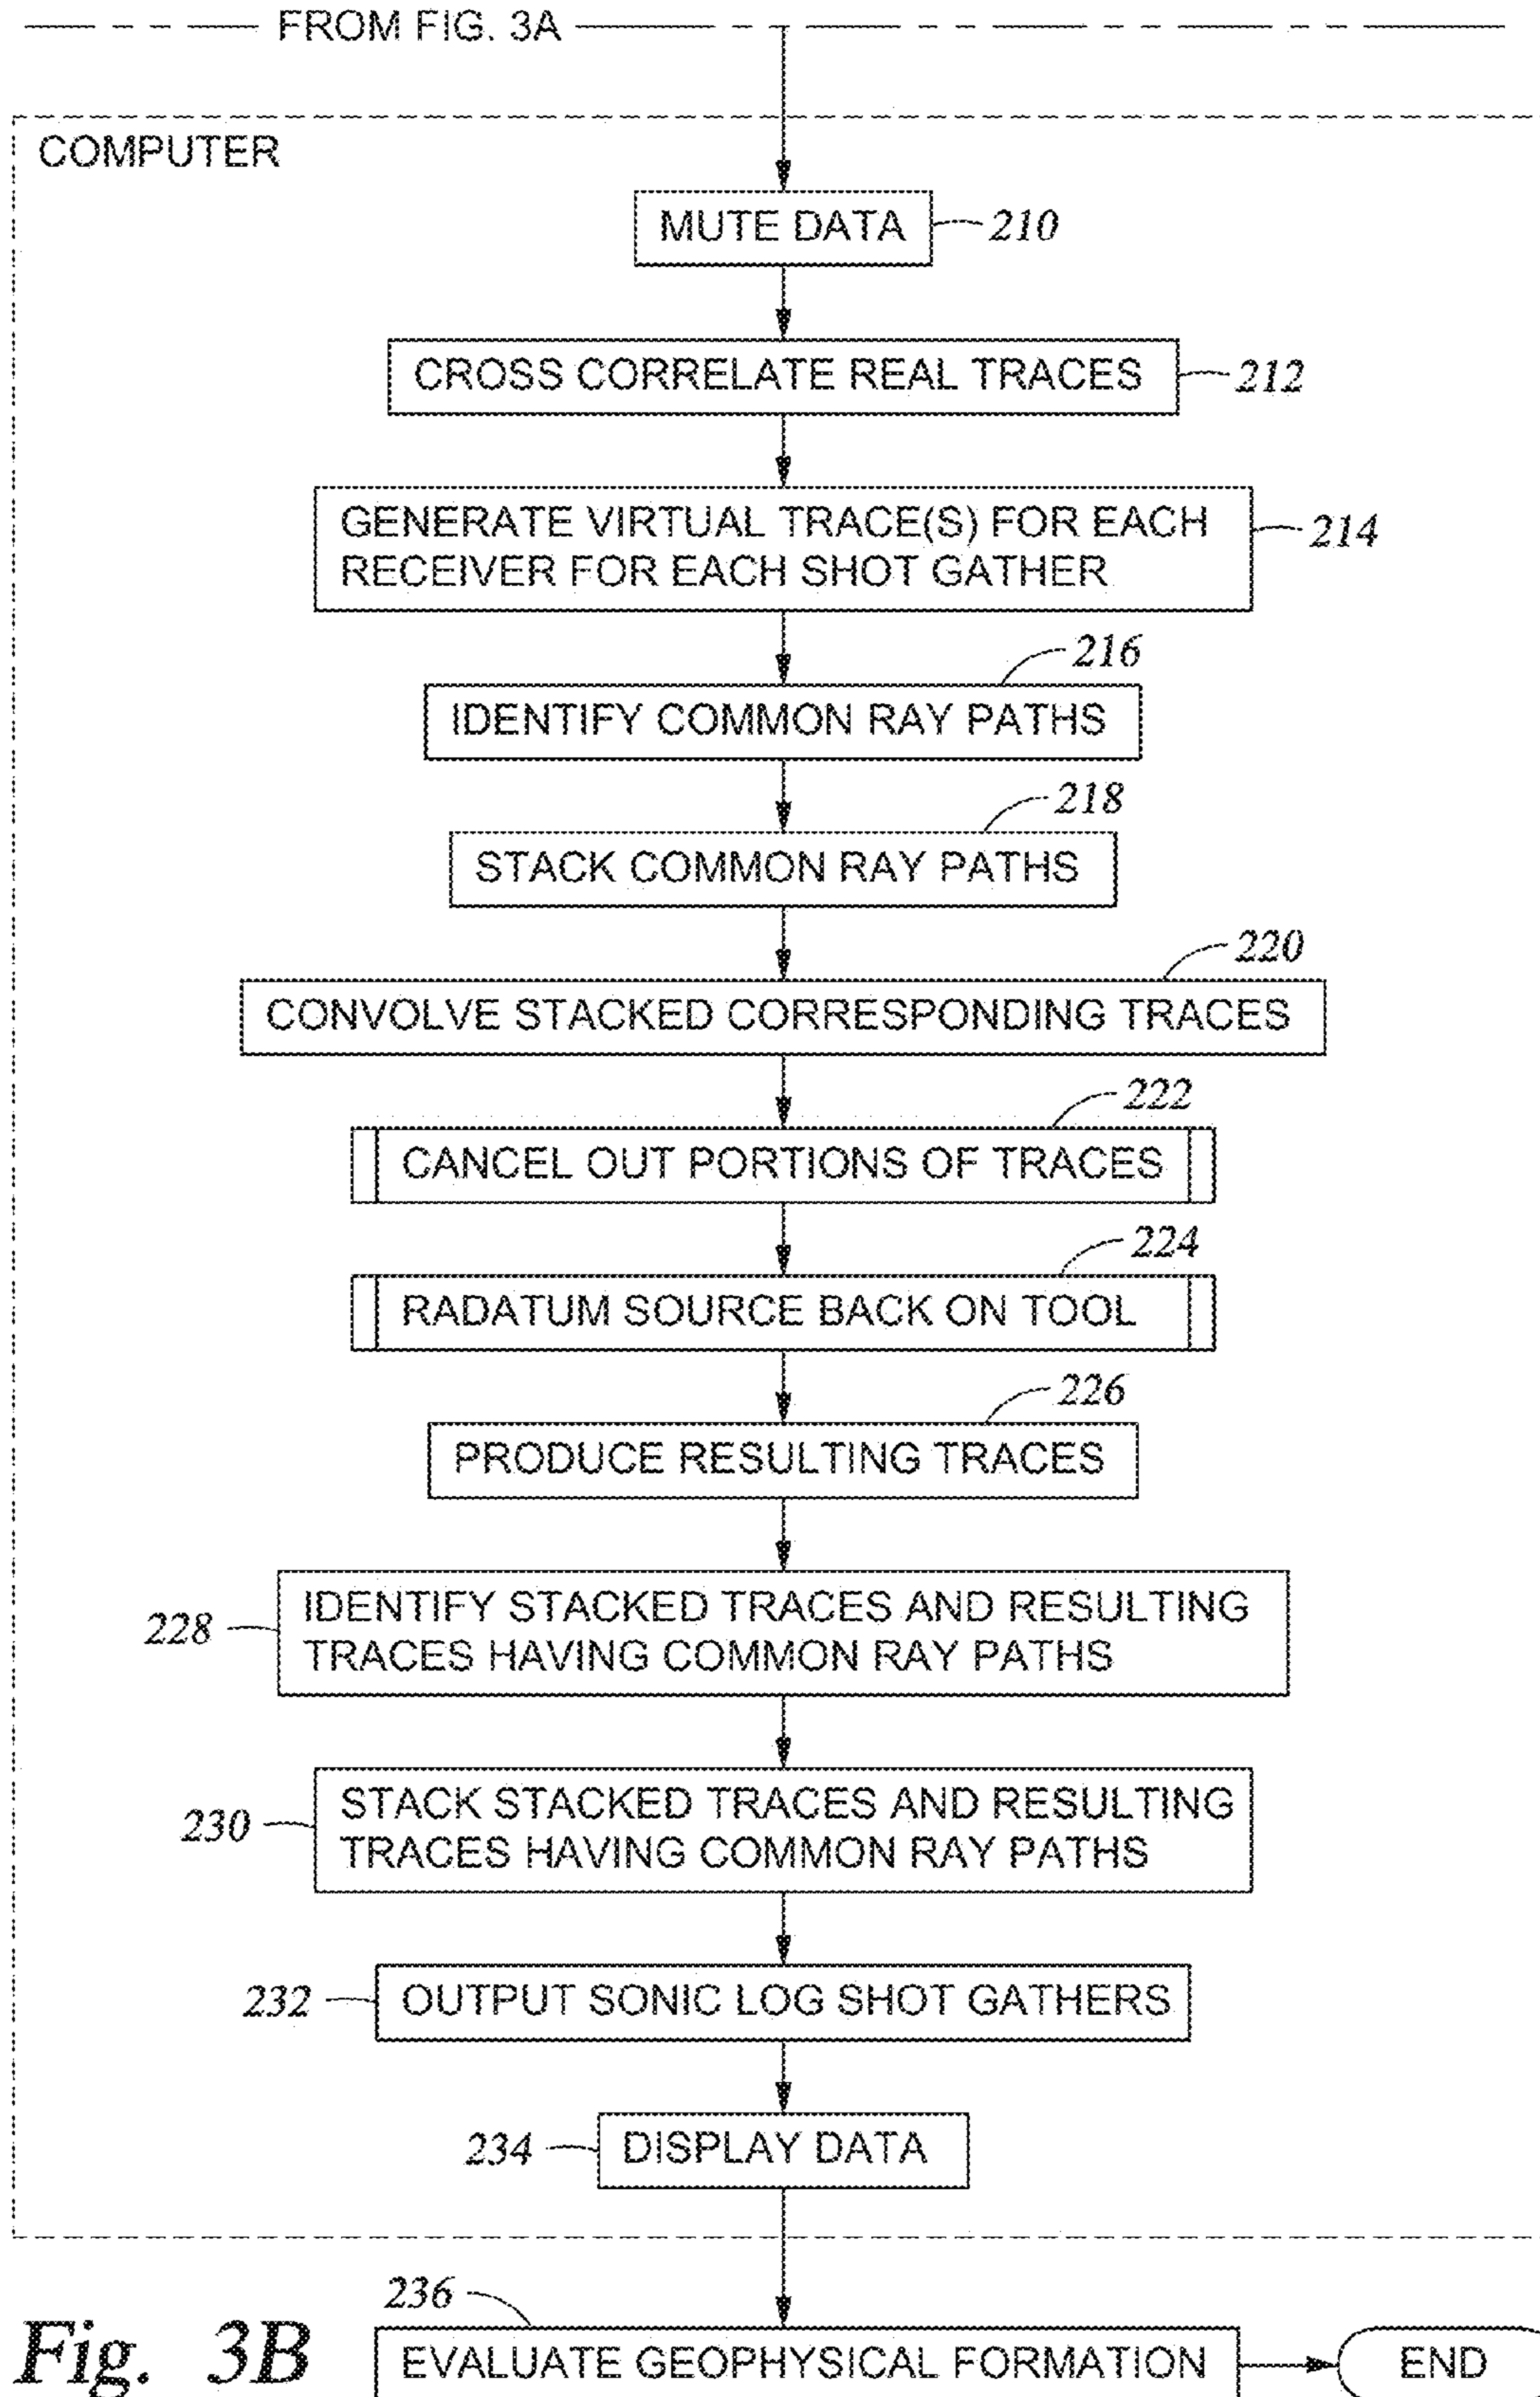 FROM FIG. 3A
COMPUTER
MUTE DATA
210
CROSS CORRELATE REAL TRACES
212
GENERATE VIRTUAL TRACE(S) FOR EACH
RECEIVER FOR EACH SHOT GATHER
214
216
IDENTIFY COMMON RAY PATHS
218
STACK COMMON RAY PATHS
220
CONVOLVE STACKED CORRESPONDING TRACES
222
CANCEL OUT PORTIONS OF TRACES
224
RADATUM SOURCE BACK ON TOOL
226
PRODUCE RESULTING TRACES
228
IDENTIFY STACKED TRACES AND RESULTING
TRACES HAVING COMMON RAY PATHS
230
STACK STACKED TRACES AND RESULTING
TRACES HAVING COMMON RAY PATHS
232
OUTPUT SONIC LOG SHOT GATHERS
234
DISPLAY DATA
236
EVALUATE GEOPHYSICAL FORMATION
END
Fig. 3B